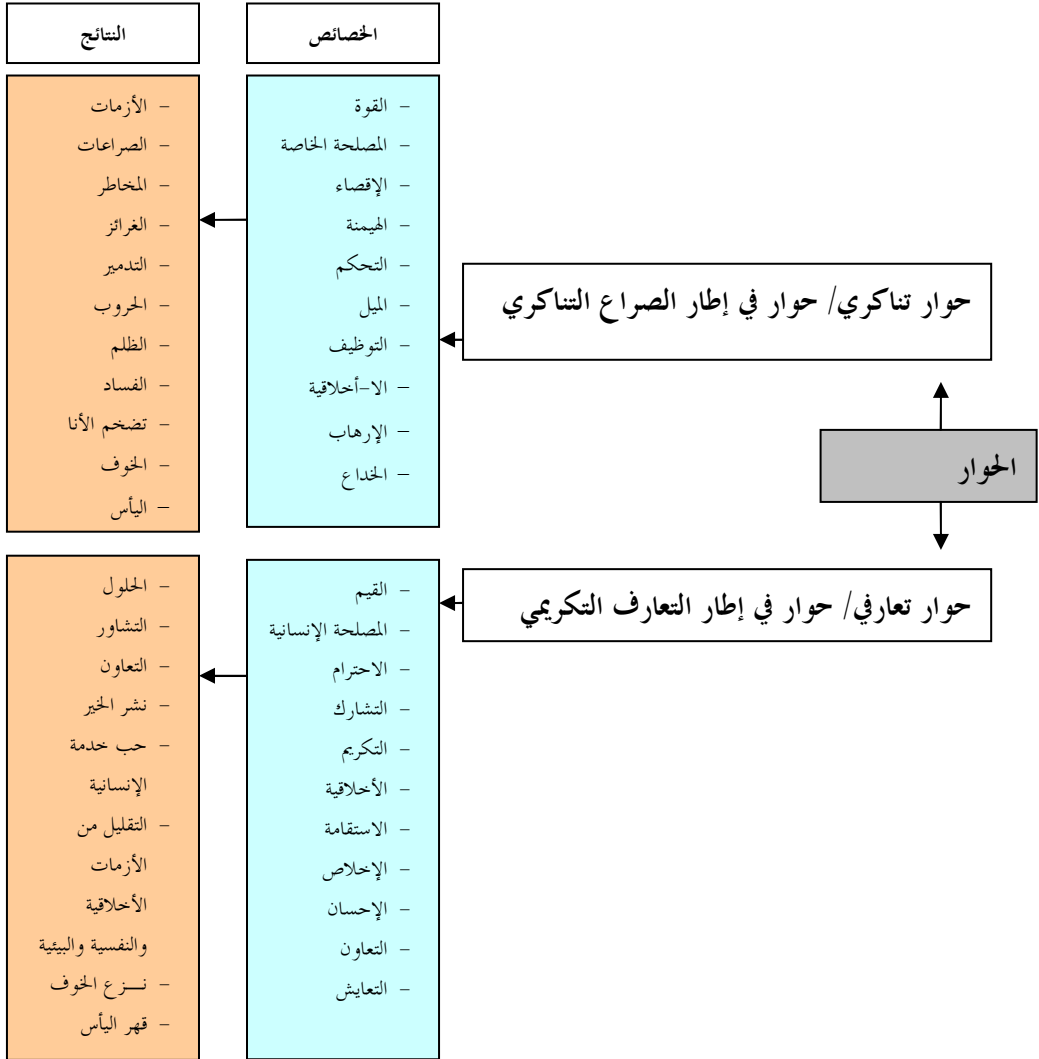 الحوار
حوار تناكري/ حوار في إطار الصراع التناكري
الخصائص
– القوة
– المصلحة الخاصة
– الإقصاء
– الهيمنة
– التحكم
– الميل
– التوظيف
– الا–أخلاقية
– الإرهاب
– الخداع
النتائج
– الأزمات
– الصراعات
– المخاطر
– الغرائز
– التدمير
– الحروب
– الظلم
– الفساد
– تضخم الأنا
– الخوف
– اليأس
حوار تعارفي/ حوار في إطار التعارف التكريمي
– القيم
– المصلحة الإنسانية
– الاحترام
– التشارك
– التكريم
– الأخلاقية
– الاستقامة
– الإخلاص
– الإحسان
– التعاون
– التعايش
– الحلول
– التشاور
– التعاون
– نشر الخير
– حب خدمة
الإنسانية
– التقليل من
الأزمات
الأخلاقية
والنفسية والبيئية
– نـــزع الخوف
– قهر اليأس